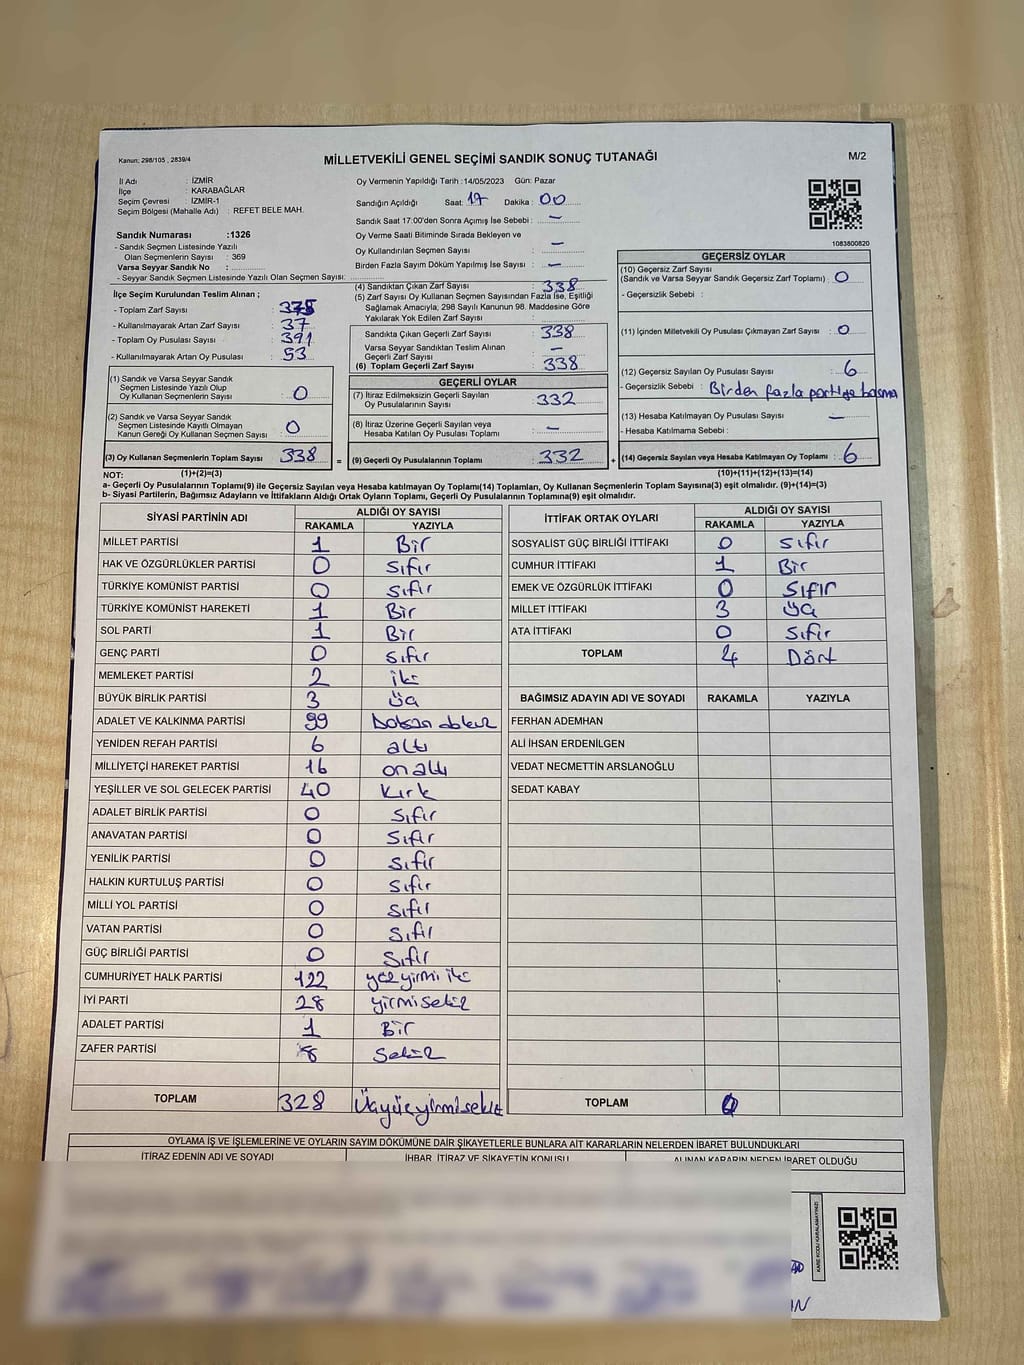 Kanun; 298/105 , 2839/4
MİLLETVEKİLİ GENEL SEÇİMİ SANDIK SONUÇ TUTANAĞI
M/2
İl Adı : İZMİR
İlçe : KARABAĞLAR
Seçim Çevresi : İZMİR-1
Seçim Bölgesi (Mahalle Adı) : REFET BELE MAH.
Sandık Numarası :1326
- Sandık Seçmen Listesinde Yazılı
Olan Seçmenlerin Sayısı : 369
Varsa Seyyar Sandık No :
- Seyyar Sandık Seçmen Listesinde Yazılı Olan Seçmen Sayısı:
Oy Vermenin Yapıldığı Tarih :14/05/2023 Gün: Pazar
Sandığın Açıldığı Saat: 17 Dakika : 00
Sandık Saat 17:00'den Sonra Açımış İse Sebebi : —
Oy Verme Saati Bitiminde Sırada Bekleyen ve
Oy Kullandırılan Seçmen Sayısı : —
Birden Fazla Sayım Döküm Yapılmış İse Sayısı : —
1083800820
İlçe Seçim Kurulundan Teslim Alınan ;
- Toplam Zarf Sayısı : 375
- Kullanılmayarak Artan Zarf Sayısı : 37
- Toplam Oy Pusulası Sayısı : 391
- Kullanılmayarak Artan Oy Pusulası : 53
(1) Sandık ve Varsa Seyyar Sandık
Seçmen Listesinde Yazılı Olup
Oy Kullanan Seçmenlerin Sayısı : 0
(2) Sandık ve Varsa Seyyar Sandık
Seçmen Listesinde Kayıtlı Olmayan
Kanun Gereği Oy Kullanan Seçmen Sayısı : 0
(3) Oy Kullanan Seçmenlerin Toplam Sayısı : 338
(1)+(2)=(3)
(4) Sandıktan Çıkan Zarf Sayısı : 338
(5) Zarf Sayısı Oy Kullanan Seçmen Sayısından Fazla İse, Eşitliği
Sağlamak Amacıyla, 298 Sayılı Kanunun 98. Maddesine Göre
Yakılarak Yok Edilen Zarf Sayısı :
Sandıkta Çıkan Geçerli Zarf Sayısı : 338
Varsa Seyyar Sandıktan Teslim Alınan
Geçerli Zarf Sayısı : —
(6) Toplam Geçerli Zarf Sayısı : 338
GEÇERLİ OYLAR
(7) İtiraz Edilmeksizin Geçerli Sayılan
Oy Pusulalarının Sayısı : 332
(8) İtiraz Üzerine Geçerli Sayılan veya
Hesaba Katılan Oy Pusulası Toplamı : —
= (9) Geçerli Oy Pusulalarının Toplamı : 332 +
GEÇERSİZ OYLAR
(10) Geçersiz Zarf Sayısı
(Sandık ve Varsa Seyyar Sandık Geçersiz Zarf Toplamı) : 0
- Geçersizlik Sebebi :
(11) İçinden Milletvekili Oy Pusulası Çıkmayan Zarf Sayısı : 0
(12) Geçersiz Sayılan Oy Pusulası Sayısı : 6
- Geçersizlik Sebebi : Birden fazla partiye basma
(13) Hesaba Katılmayan Oy Pusulası Sayısı : —
- Hesaba Katılmama Sebebi :
(14) Geçersiz Sayılan veya Hesaba Katılmayan Oy Toplamı : 6
(10)+(11)+(12)+(13)=(14)
NOT:
a- Geçerli Oy Pusulalarının Toplamı(9) ile Geçersiz Sayılan veya Hesaba Katılmayan Oy Toplamı(14) Toplamları, Oy Kullanan Seçmenlerin Toplam Sayısına(3) eşit olmalıdır. (9)+(14)=(3)
b- Siyasi Partilerin, Bağımsız Adayların ve İttifakların Aldığı Ortak Oyların Toplamı, Geçerli Oy Pusulalarının Toplamına(9) eşit olmalıdır.
SİYASİ PARTİNİN ADI ALDIĞI OY SAYISI
RAKAMLA YAZIYLA
MİLLET PARTİSİ 1 Bir
HAK VE ÖZGÜRLÜKLER PARTİSİ 0 Sıfır
TÜRKİYE KOMÜNİST PARTİSİ 0 Sıfır
TÜRKİYE KOMÜNİST HAREKETİ 1 Bir
SOL PARTİ 1 Bir
GENÇ PARTİ 0 Sıfır
MEMLEKET PARTİSİ 2 iki
BÜYÜK BİRLİK PARTİSİ 3 Üç
ADALET VE KALKINMA PARTİSİ 99 Doksan dokuz
YENİDEN REFAH PARTİSİ 6 altı
MİLLİYETÇİ HAREKET PARTİSİ 16 on altı
YEŞİLLER VE SOL GELECEK PARTİSİ 40 Kırk
ADALET BİRLİK PARTİSİ 0 Sıfır
ANAVATAN PARTİSİ 0 Sıfır
YENİLİK PARTİSİ 0 Sıfır
HALKIN KURTULUŞ PARTİSİ 0 Sıfır
MİLLİ YOL PARTİSİ 0 Sıfır
VATAN PARTİSİ 0 Sıfır
GÜÇ BİRLİĞİ PARTİSİ 0 Sıfır
CUMHURİYET HALK PARTİSİ 122 yüz yirmi iki
İYİ PARTİ 28 yirmi sekiz
ADALET PARTİSİ 1 Bir
ZAFER PARTİSİ 8 Sekiz
TOPLAM 328 Üçyüzyirmisekiz
İTTİFAK ORTAK OYLARI ALDIĞI OY SAYISI
RAKAMLA YAZIYLA
SOSYALİST GÜÇ BİRLİĞİ İTTİFAKI 0 Sıfır
CUMHUR İTTİFAKI 1 Bir
EMEK VE ÖZGÜRLÜK İTTİFAKI 0 Sıfır
MİLLET İTTİFAKI 3 Üç
ATA İTTİFAKI 0 Sıfır
TOPLAM 4 Dört
BAĞIMSIZ ADAYIN ADI VE SOYADI RAKAMLA YAZIYLA
FERHAN ADEMHAN
ALİ İHSAN ERDENİLGEN
VEDAT NECMETTİN ARSLANOĞLU
SEDAT KABAY
TOPLAM 0
OYLAMA İŞ VE İŞLEMLERİNE VE OYLARIN SAYIM DÖKÜMÜNE DAİR ŞİKAYETLERLE BUNLARA AİT KARARLARIN NELERDEN İBARET BULUNDUKLARI
İTİRAZ EDENİN ADI VE SOYADI İHBAR, İTİRAZ VE ŞİKAYETİN KONUSU ALINAN KARARIN NEDEN İBARET OLDUĞU
KARE KODU KARALAMAYINIZ!